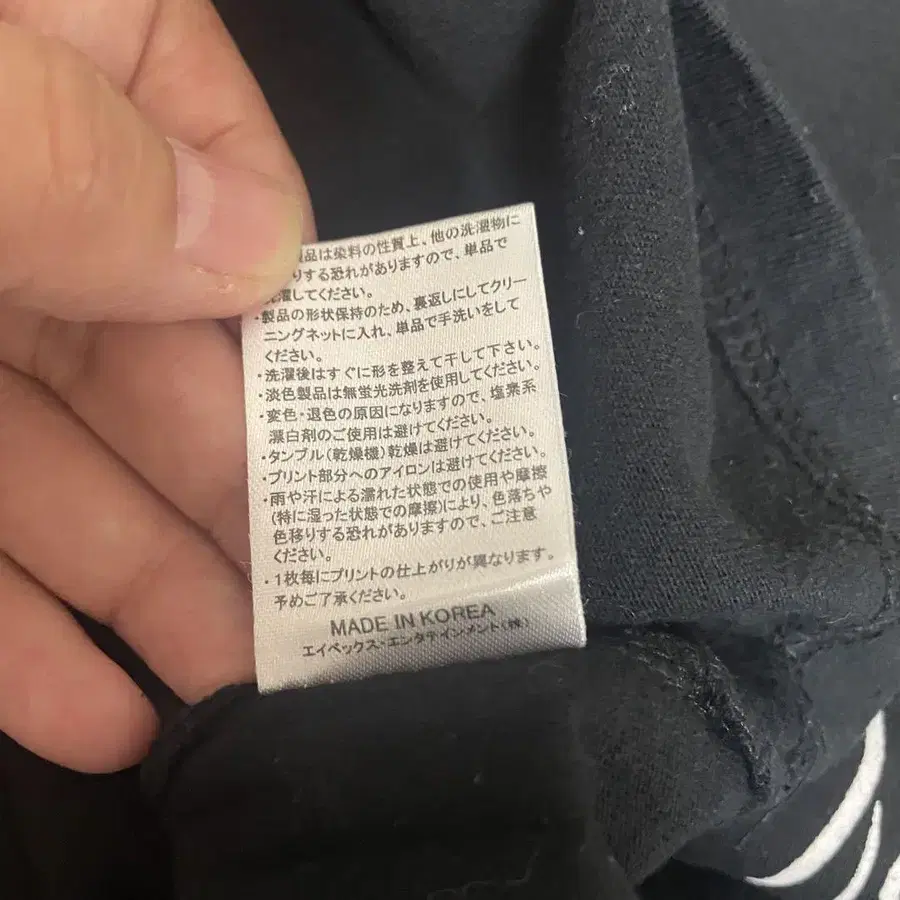 製品は染料の性質上、他の洗濯物に
りする恐れがありますので、単品で
洗濯してください。
・製品の形状保持のため、裏返しにしてクリー
ニングネットに入れ、単品で手洗いをして
ください。
・洗濯後はすぐに形を整えて干して下さい。
・淡色製品は無蛍光洗剤を使用してください。
・変色・退色の原因になりますので、塩素系
漂白剤のご使用は避けてください。
・タンブル(乾燥機)乾燥は避けてください。
・プリント部分へのアイロンは避けてください。
・雨や汗による濡れた状態での使用や摩擦
(特に湿った状態での摩擦)により、色落ちや
色移りする恐れがありますので、ご注意
ください。
・1枚毎にプリントの仕上がりが異なります。
予めご了承ください。
MADE IN KOREA
エイベックス・エンタテインメント(株)